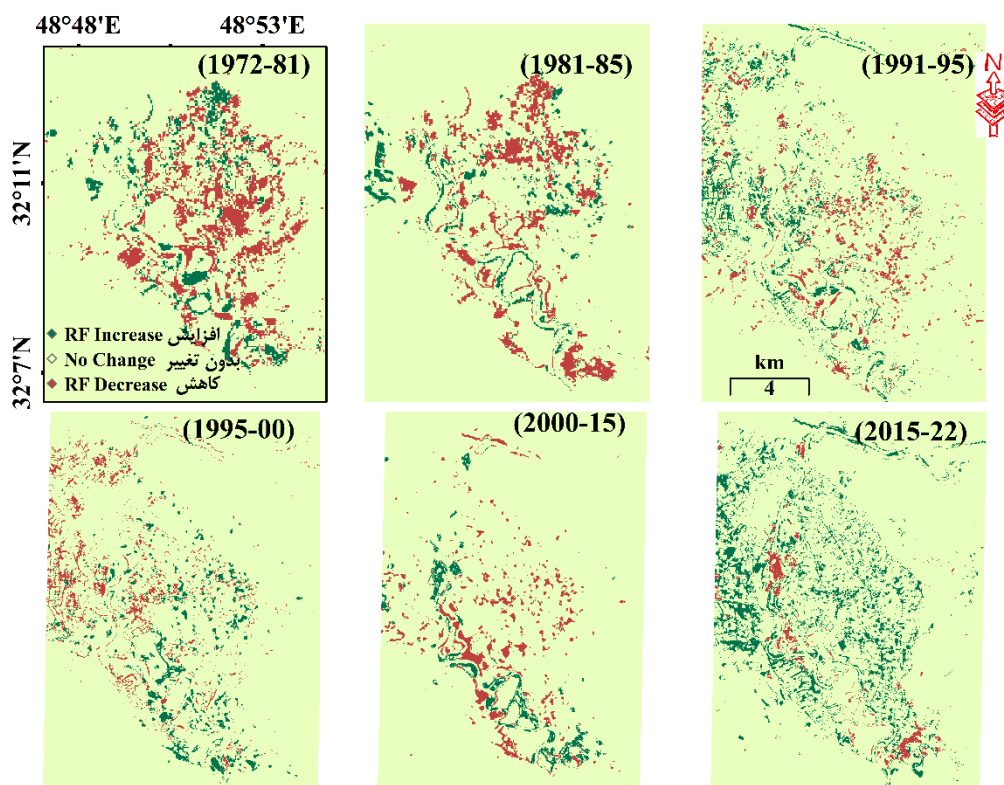 48°48'E 48°53'E
(1972-81)
(1981-85)
(1991-95)
N
32°11'N
32°7'N
RF Increase افزایش
No Change بدون تغییر
RF Decrease کاهش
km
4
(1995-00)
(2000-15)
(2015-22)